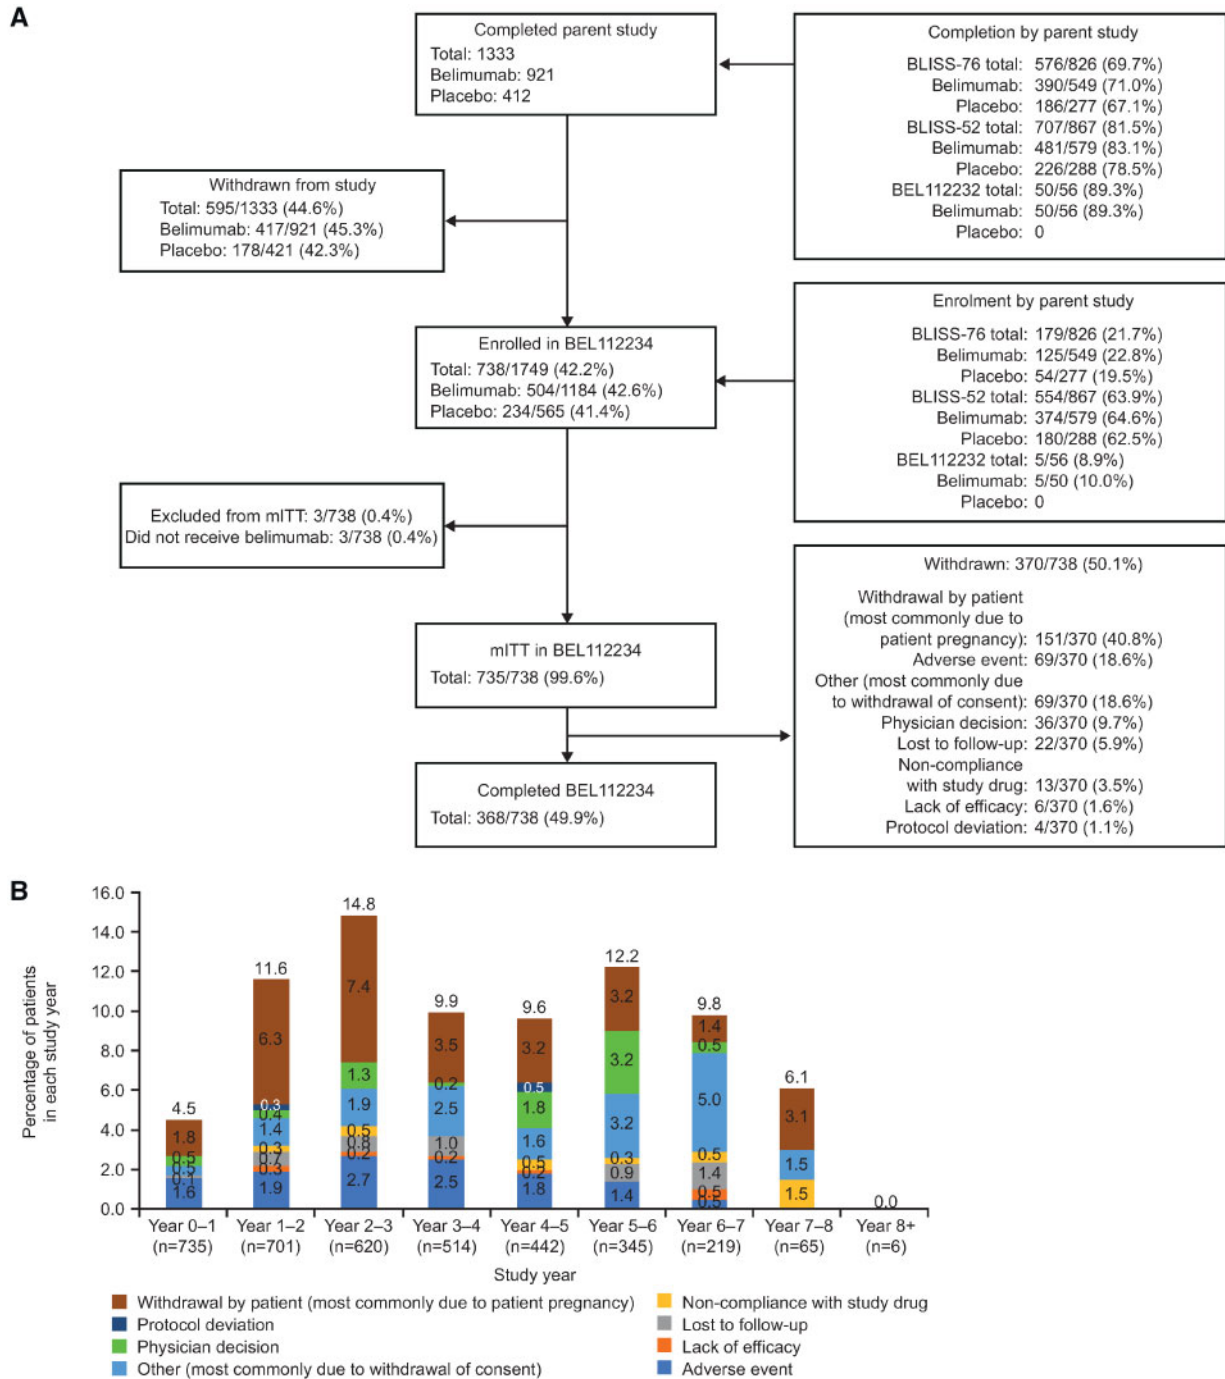 A
Completed parent study
Total: 1333
Belimumab: 921
Placebo: 412
Completion by parent study
BLISS-76 total: 576/826 (69.7%)
Belimumab: 390/549 (71.0%)
Placebo: 186/277 (67.1%)
BLISS-52 total: 707/867 (81.5%)
Belimumab: 481/579 (83.1%)
Placebo: 226/288 (78.5%)
BEL112232 total: 50/56 (89.3%)
Belimumab: 50/56 (89.3%)
Placebo: 0
Withdrawn from study
Total: 595/1333 (44.6%)
Belimumab: 417/921 (45.3%)
Placebo: 178/421 (42.3%)
Enrolled in BEL112234
Total: 738/1749 (42.2%)
Belimumab: 504/1184 (42.6%)
Placebo: 234/565 (41.4%)
Enrolment by parent study
BLISS-76 total: 179/826 (21.7%)
Belimumab: 125/549 (22.8%)
Placebo: 54/277 (19.5%)
BLISS-52 total: 554/867 (63.9%)
Belimumab: 374/579 (64.6%)
Placebo: 180/288 (62.5%)
BEL112232 total: 5/56 (8.9%)
Belimumab: 5/50 (10.0%)
Placebo: 0
Excluded from mITT: 3/738 (0.4%)
Did not receive belimumab: 3/738 (0.4%)
mITT in BEL112234
Total: 735/738 (99.6%)
Withdrawn: 370/738 (50.1%)
Withdrawal by patient
(most commonly due to
patient pregnancy): 151/370 (40.8%)
Adverse event: 69/370 (18.6%)
Other (most commonly due
to withdrawal of consent): 69/370 (18.6%)
Physician decision: 36/370 (9.7%)
Lost to follow-up: 22/370 (5.9%)
Non-compliance
with study drug: 13/370 (3.5%)
Lack of efficacy: 6/370 (1.6%)
Protocol deviation: 4/370 (1.1%)
Completed BEL112234
Total: 368/738 (49.9%)
B
Percentage of patients
in each study year
16.0
14.0
12.0
10.0
8.0
6.0
4.0
2.0
0.0
4.5
1.8
0.5
0.5
0.1
1.6
11.6
6.3
0.3
0.4
1.4
0.3
0.7
0.3
1.9
14.8
7.4
1.3
1.9
0.5
0.8
0.2
2.7
9.9
3.5
0.2
2.5
1.0
0.2
2.5
9.6
3.2
0.5
1.8
1.6
0.5
0.2
1.8
12.2
3.2
3.2
3.2
0.3
0.9
1.4
9.8
1.4
0.5
5.0
0.5
1.4
0.5
0.5
6.1
3.1
1.5
1.5
0.0
Year 0–1 Year 1–2 Year 2–3 Year 3–4 Year 4–5 Year 5–6 Year 6–7 Year 7–8 Year 8+
(n=735) (n=701) (n=620) (n=514) (n=442) (n=345) (n=219) (n=65) (n=6)
Study year
Withdrawal by patient (most commonly due to patient pregnancy)
Protocol deviation
Physician decision
Other (most commonly due to withdrawal of consent)
Non-compliance with study drug
Lost to follow-up
Lack of efficacy
Adverse event